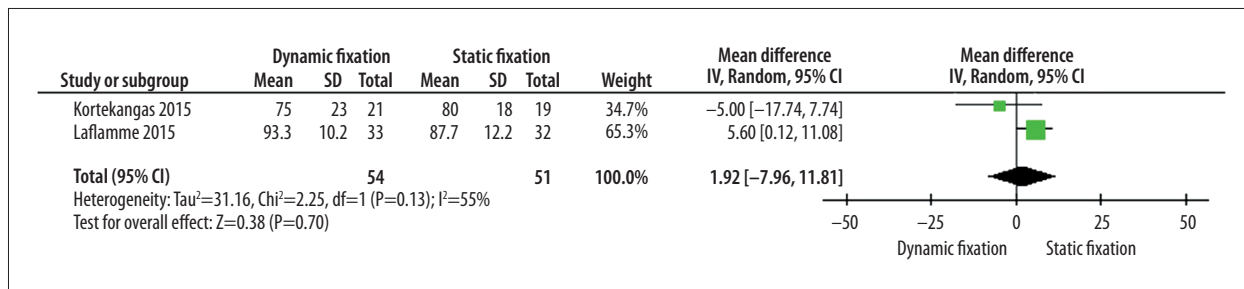 Dynamic fixation Static fixation Mean difference Mean difference
Study or subgroup Mean SD Total Mean SD Total Weight IV, Random, 95% CI IV, Random, 95% CI
Kortekangas 2015 75 23 21 80 18 19 34.7% −5.00 [−17.74, 7.74]
Laflamme 2015 93.3 10.2 33 87.7 12.2 32 65.3% 5.60 [0.12, 11.08]
Total (95% CI) 54 51 100.0% 1.92 [−7.96, 11.81]
Heterogeneity: Tau²=31.16, Chi²=2.25, df=1 (P=0.13); I²=55%
Test for overall effect: Z=0.38 (P=0.70)
−50 −25 0 25 50
Dynamic fixation Static fixation